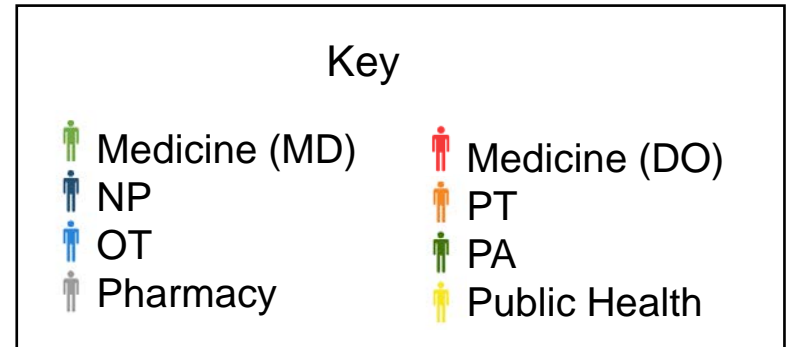 Key
Medicine (MD)
NP
OT
Pharmacy
Medicine (DO)
PT
PA
Public Health